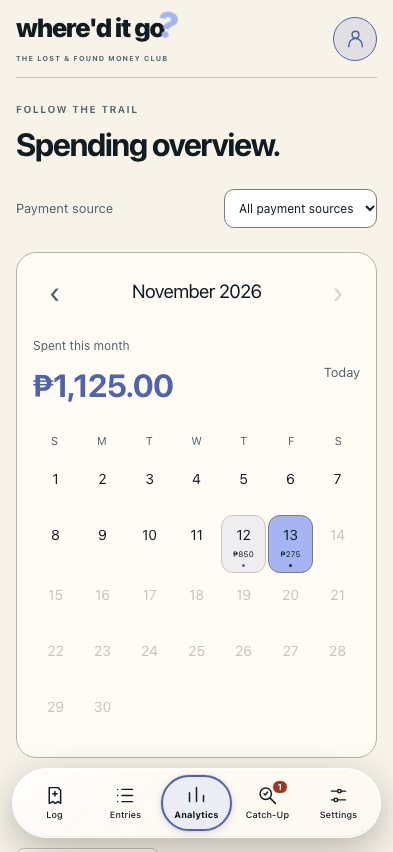 where'd it go?
THE LOST & FOUND MONEY CLUB
FOLLOW THE TRAIL
Spending overview.
Payment source
All payment sources
November 2026
Spent this month
₱1,125.00
Today
S M T W T F S
1 2 3 4 5 6 7
8 9 10 11 12 13 14
₱850 ₱275
15 16 17 18 19 20 21
22 23 24 25 26 27 28
29 30
1
Log Entries Analytics Catch-Up Settings